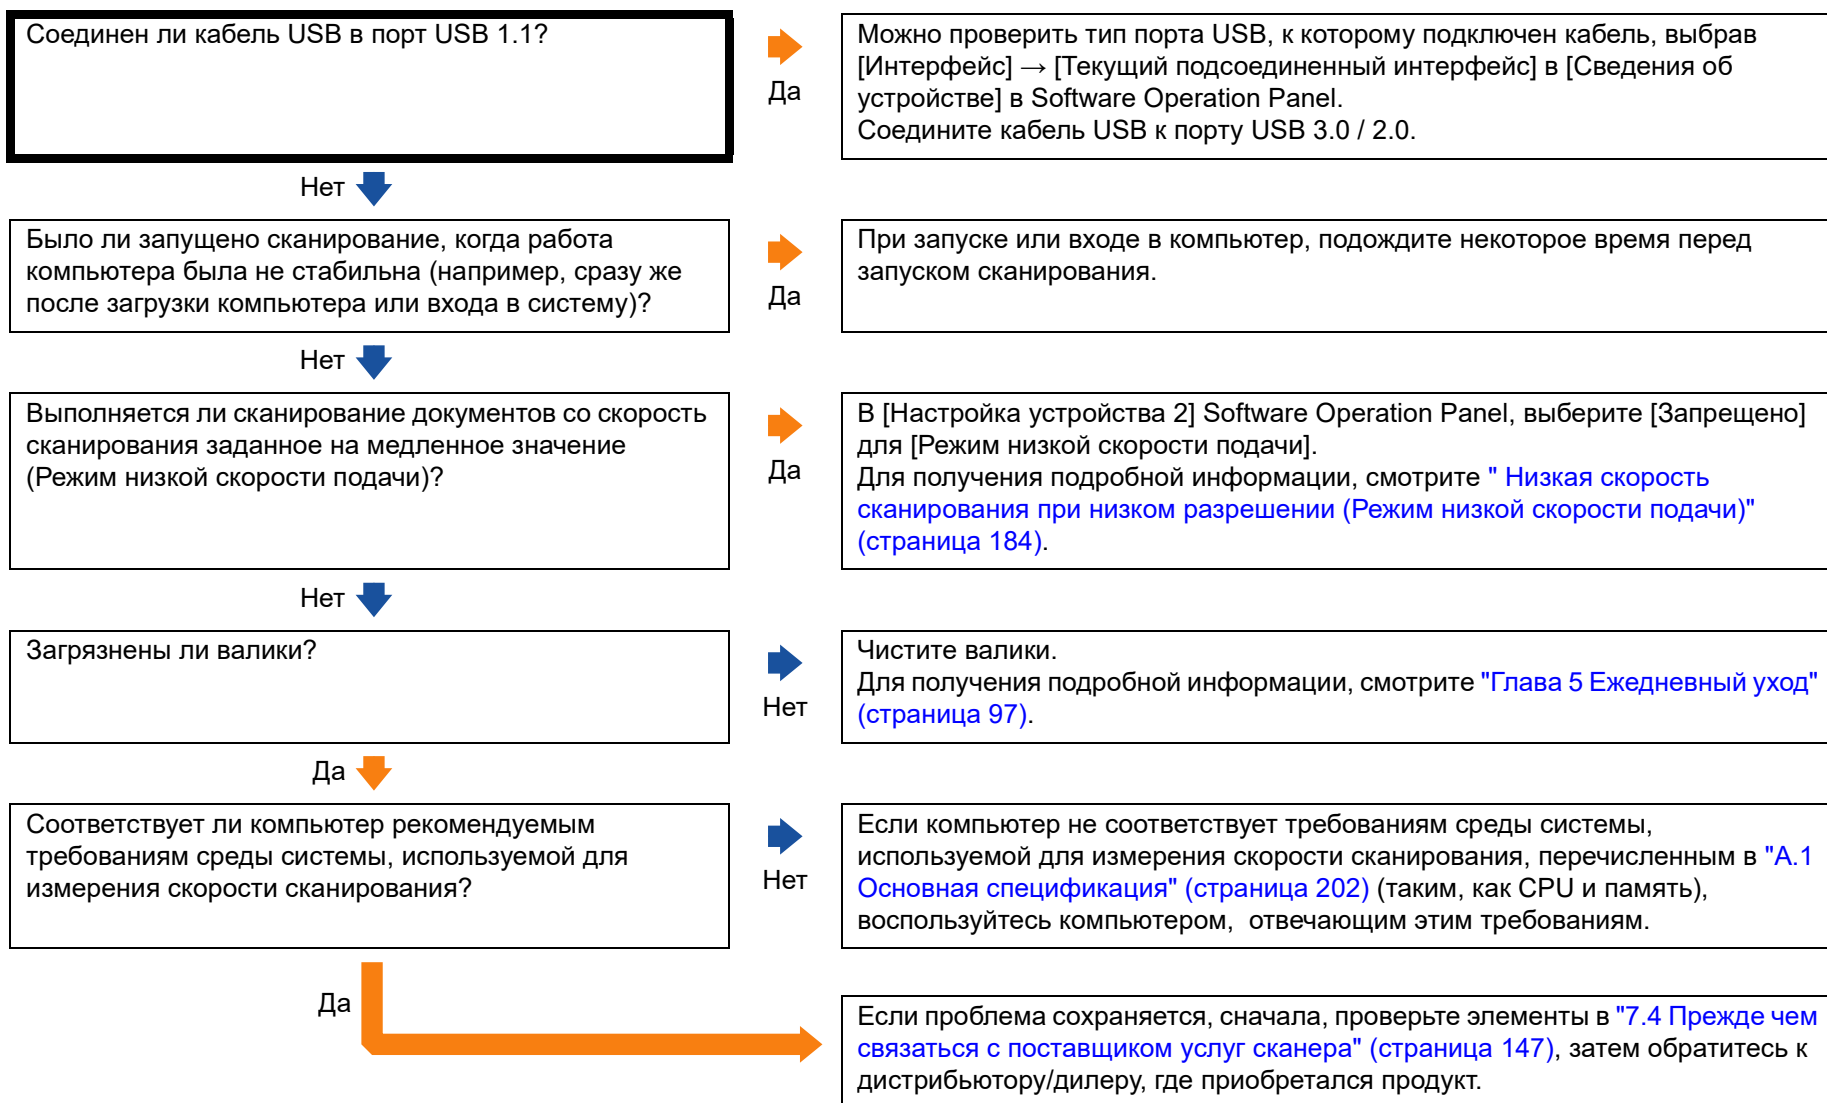 Соединен ли кабель USB в порт USB 1.1?
Да
Можно проверить тип порта USB, к которому подключен кабель, выбрав
[Интерфейс] → [Текущий подсоединенный интерфейс] в [Сведения об
устройстве] в Software Operation Panel.
Соедините кабель USB к порту USB 3.0 / 2.0.
Нет
Было ли запущено сканирование, когда работа
компьютера была не стабильна (например, сразу же
после загрузки компьютера или входа в систему)?
Да
При запуске или входе в компьютер, подождите некоторое время перед
запуском сканирования.
Нет
Выполняется ли сканирование документов со скорость
сканирования заданное на медленное значение
(Режим низкой скорости подачи)?
Да
В [Настройка устройства 2] Software Operation Panel, выберите [Запрещено]
для [Режим низкой скорости подачи].
Для получения подробной информации, смотрите " Низкая скорость
сканирования при низком разрешении (Режим низкой скорости подачи)"
(страница 184).
Нет
Загрязнены ли валики?
Нет
Чистите валики.
Для получения подробной информации, смотрите "Глава 5 Ежедневный уход"
(страница 97).
Да
Соответствует ли компьютер рекомендуемым
требованиям среды системы, используемой для
измерения скорости сканирования?
Нет
Если компьютер не соответствует требованиям среды системы,
используемой для измерения скорости сканирования, перечисленным в "A.1
Основная спецификация" (страница 202) (таким, как CPU и память),
воспользуйтесь компьютером,  отвечающим этим требованиям.
Да
Если проблема сохраняется, сначала, проверьте элементы в "7.4 Прежде чем
связаться с поставщиком услуг сканера" (страница 147), затем обратитесь к
дистрибьютору/дилеру, где приобретался продукт.